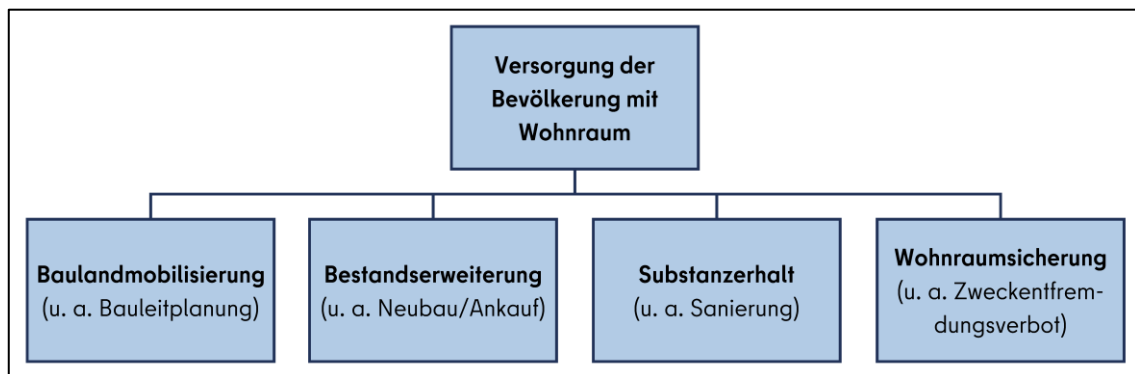 Versorgung der
Bevölkerung mit
Wohnraum
Baulandmobilisierung
(u. a. Bauleitplanung)
Bestandserweiterung
(u. a. Neubau/Ankauf)
Substanzerhalt
(u. a. Sanierung)
Wohnraumsicherung
(u. a. Zweckentfrem-
dungsverbot)